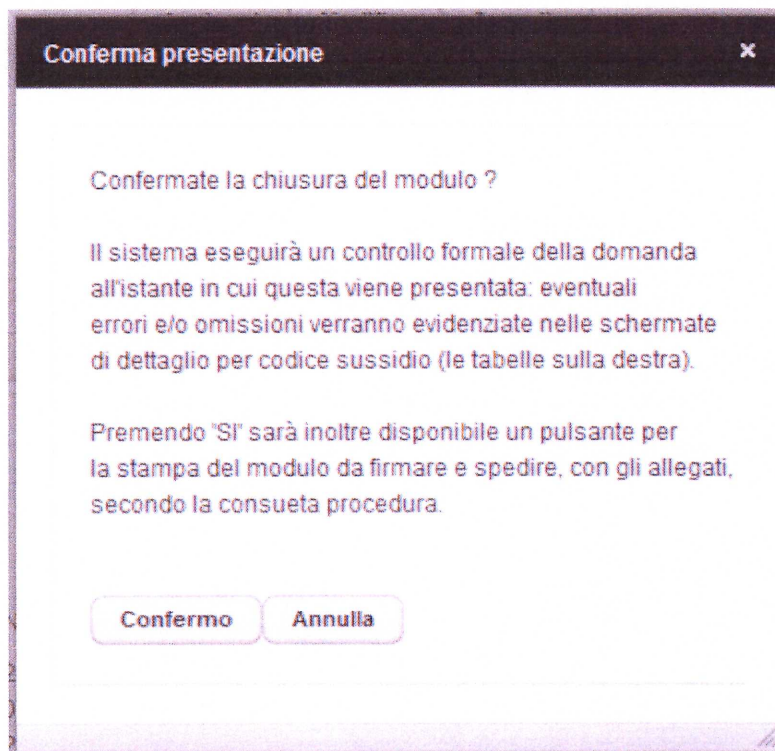 Conferma presentazione ×
Confermate la chiusura del modulo ?
Il sistema eseguirà un controllo formale della domanda
all'istante in cui questa viene presentata: eventuali
errori e/o omissioni verranno evidenziate nelle schermate
di dettaglio per codice sussidio (le tabelle sulla destra).
Premendo "SI" sarà inoltre disponibile un pulsante per
la stampa del modulo da firmare e spedire, con gli allegati,
secondo la consueta procedura.
Confermo Annulla